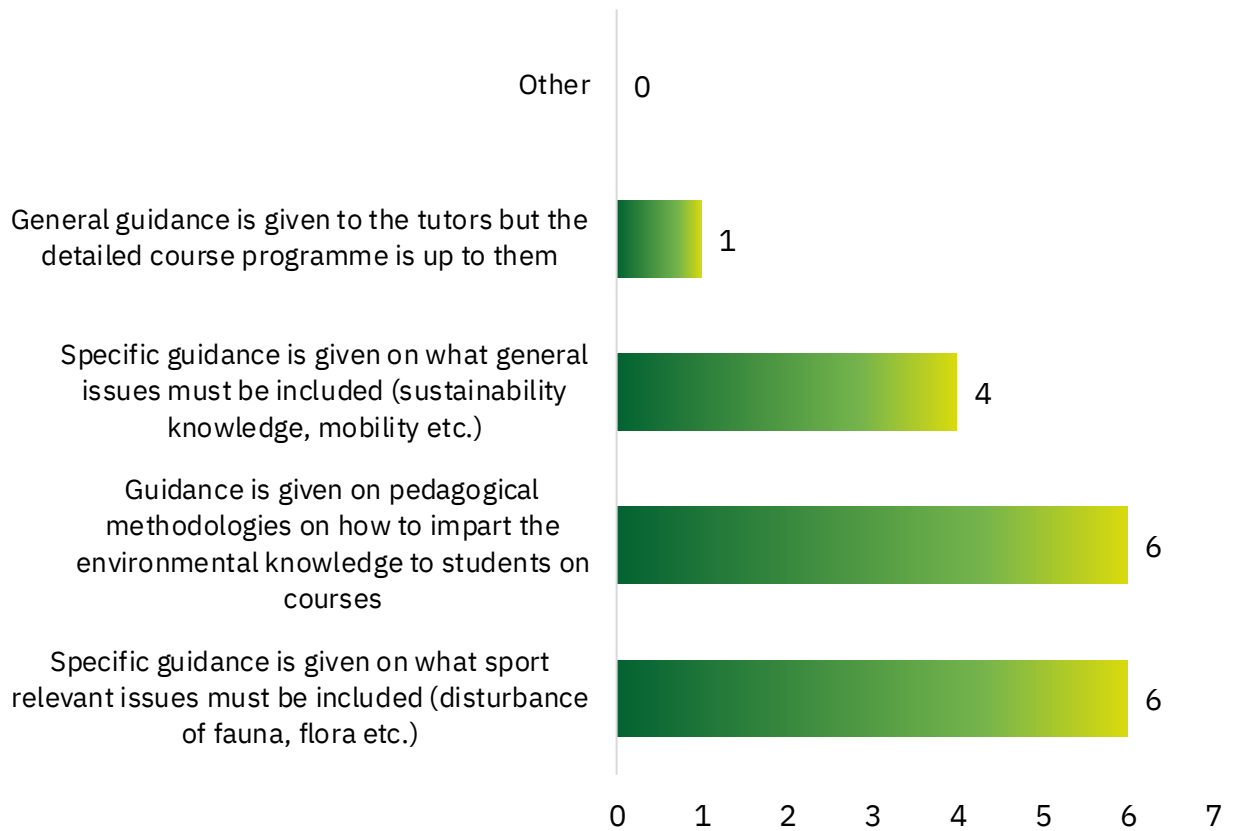 Other
0
General guidance is given to the tutors but the
detailed course programme is up to them
1
Specific guidance is given on what general
issues must be included (sustainability
knowledge, mobility etc.)
4
Guidance is given on pedagogical
methodologies on how to impart the
environmental knowledge to students on
courses
6
Specific guidance is given on what sport
relevant issues must be included (disturbance
of fauna, flora etc.)
6
0 1 2 3 4 5 6 7